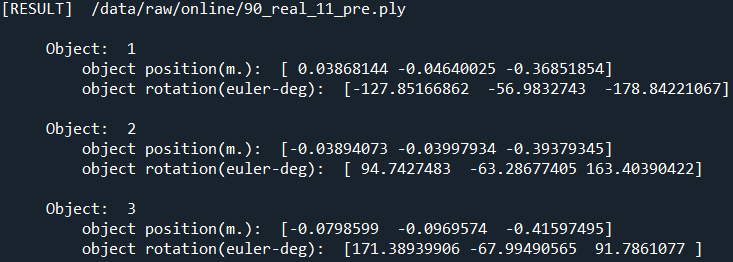 [RESULT] /data/raw/online/90_real_11_pre.ply
Object: 1
object position(m.): [ 0.03868144 -0.04640025 -0.36851854]
object rotation(euler-deg): [-127.85166862 -56.9832743 -178.84221067]
Object: 2
object position(m.): [-0.03894073 -0.03997934 -0.39379345]
object rotation(euler-deg): [ 94.7427483 -63.28677405 163.40390422]
Object: 3
object position(m.): [-0.0798599 -0.0969574 -0.41597495]
object rotation(euler-deg): [171.38939906 -67.99490565 91.7861077 ]